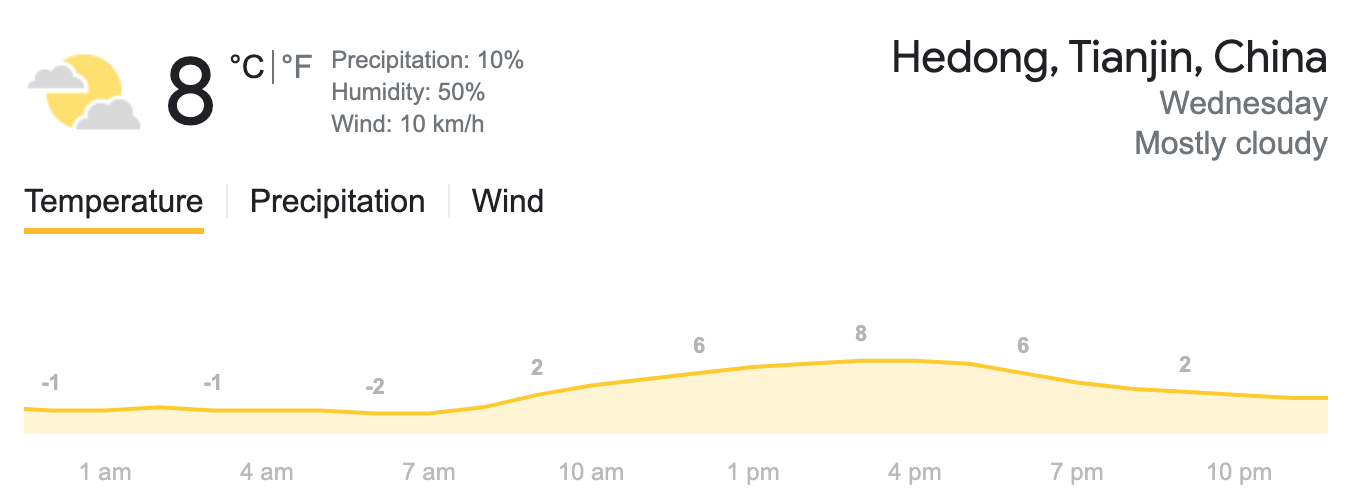 8 °C | °F
Precipitation: 10%
Humidity: 50%
Wind: 10 km/h
Hedong, Tianjin, China
Wednesday
Mostly cloudy
Temperature | Precipitation | Wind
-1 -1 -2 2 6 8 6 2
1 am 4 am 7 am 10 am 1 pm 4 pm 7 pm 10 pm